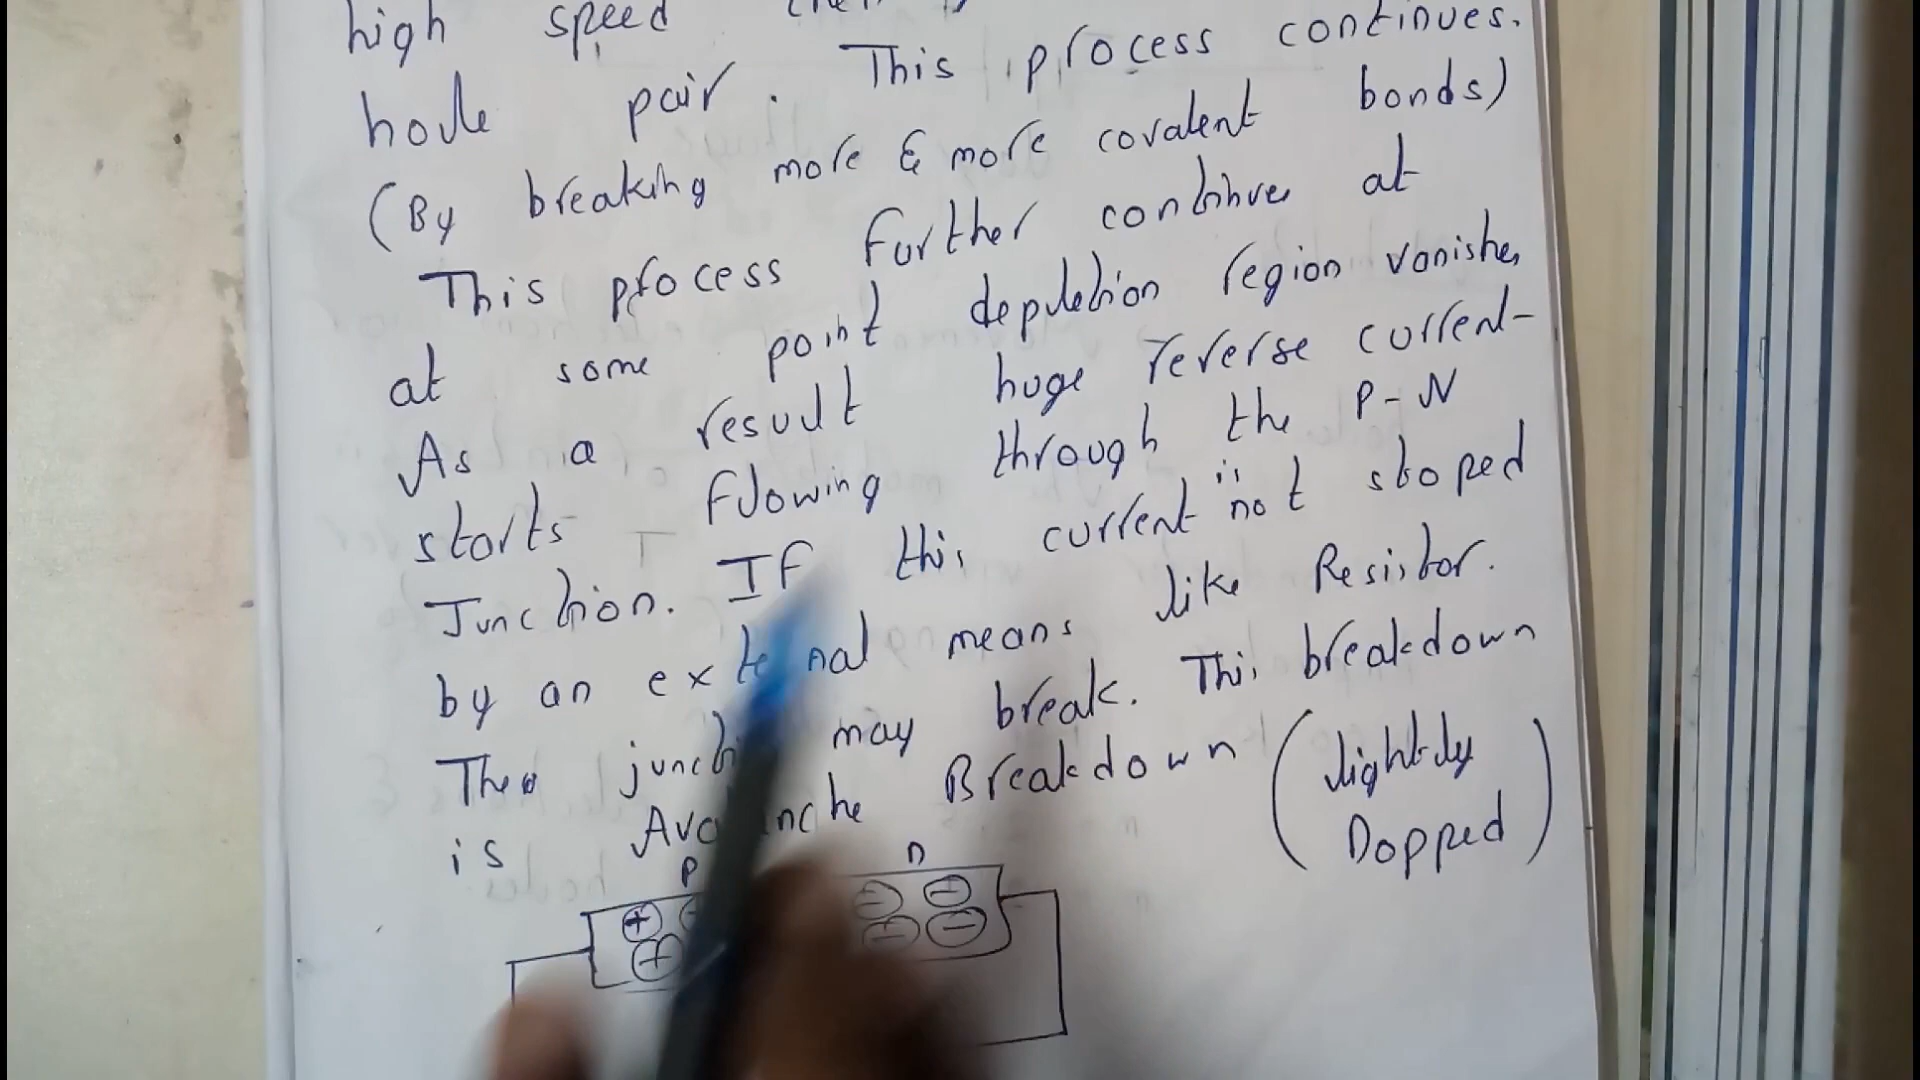 high speed
hole pair. This process continues.
(By breaking more & more covalent bonds)
This process further continues at
at some point depletion region vanishes
As a result huge reverse current
starts flowing through the P-N
Junction. If this current is not stoped
by an external means like Resistor.
The junction may break. This breakdown
is Avalanche Breakdown (lightly Dopped)
P n
+ - -
+ - -